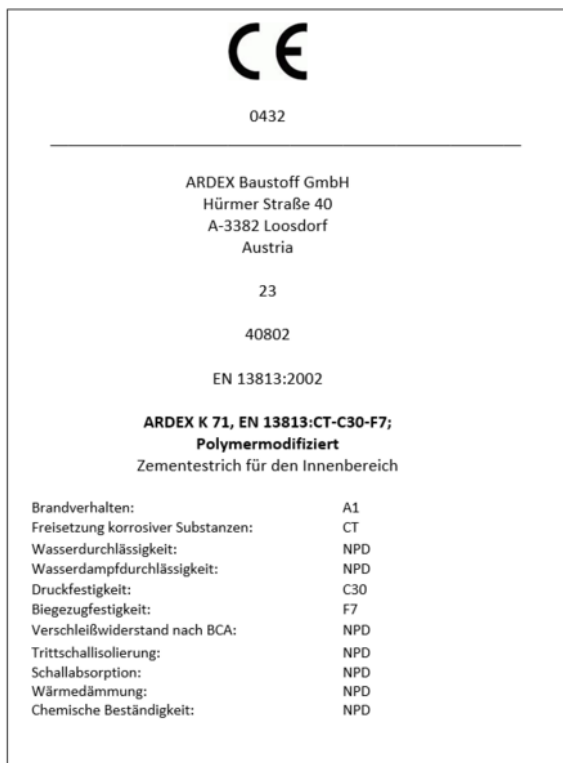 CE
0432
ARDEX Baustoff GmbH
Hürmer Straße 40
A-3382 Loosdorf
Austria
23
40802
EN 13813:2002
ARDEX K 71, EN 13813:CT-C30-F7;
Polymermodifiziert
Zementestrich für den Innenbereich
Brandverhalten: A1
Freisetzung korrosiver Substanzen: CT
Wasserdurchlässigkeit: NPD
Wasserdampfdurchlässigkeit: NPD
Druckfestigkeit: C30
Biegezugfestigkeit: F7
Verschleißwiderstand nach BCA: NPD
Trittschallisolierung: NPD
Schallabsorption: NPD
Wärmedämmung: NPD
Chemische Beständigkeit: NPD